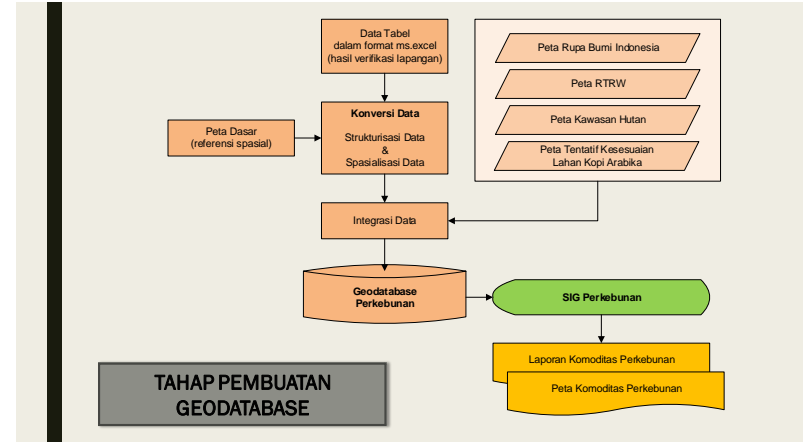 Data Tabel
dalam format ms.excel
(hasil verifikasi lapangan)
Peta Rupa Bumi Indonesia
Peta RTRW
Peta Kawasan Hutan
Peta Tentatif Kesesuaian
Lahan Kopi Arabika
Peta Dasar
(referensi spasial)
Konversi Data
Strukturisasi Data
&
Spasialisasi Data
Integrasi Data
Geodatabase
Perkebunan
SIG Perkebunan
Laporan Komoditas Perkebunan
Peta Komoditas Perkebunan
TAHAP PEMBUATAN
GEODATABASE